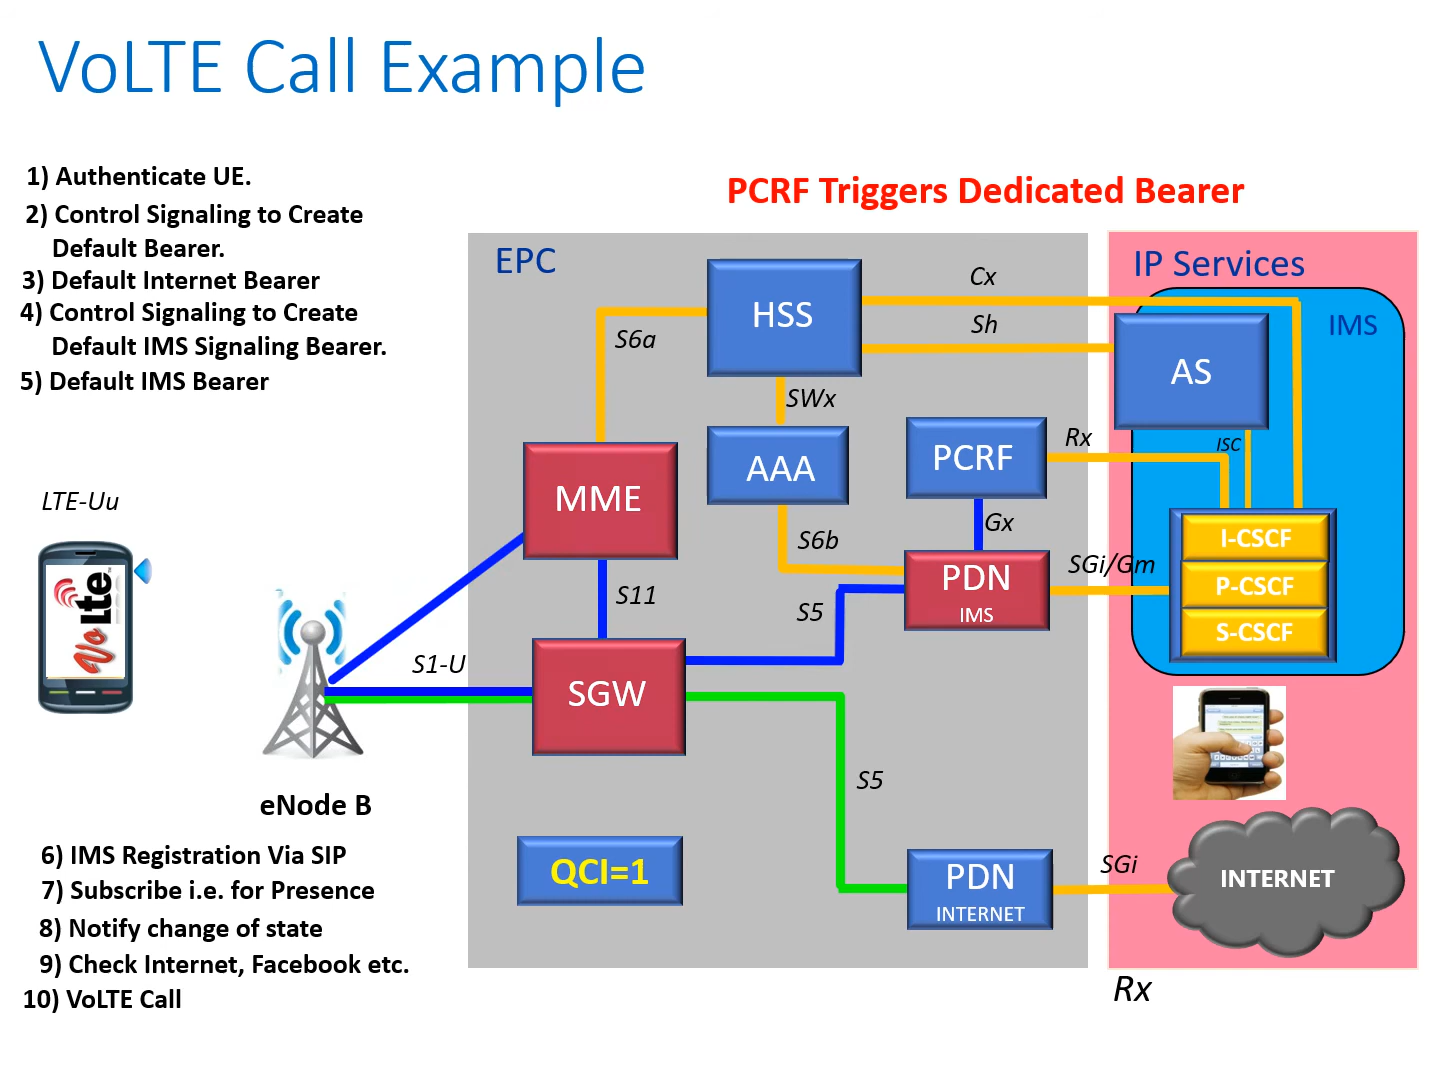 VoLTE Call Example
1) Authenticate UE.
2) Control Signaling to Create
Default Bearer.
3) Default Internet Bearer
4) Control Signaling to Create
Default IMS Signaling Bearer.
5) Default IMS Bearer
PCRF Triggers Dedicated Bearer
EPC
IP Services
HSS
Cx
Sh
IMS
S6a
AS
SWx
PCRF
Rx
ISC
AAA
MME
LTE-Uu
Gx
S6b
I-CSCF
SGi/Gm
PDN
IMS
P-CSCF
S-CSCF
S11
S5
VoLTE
S1-U
SGW
S5
eNode B
QCI=1
PDN
INTERNET
SGi
INTERNET
6) IMS Registration Via SIP
7) Subscribe i.e. for Presence
8) Notify change of state
9) Check Internet, Facebook etc.
10) VoLTE Call
Rx